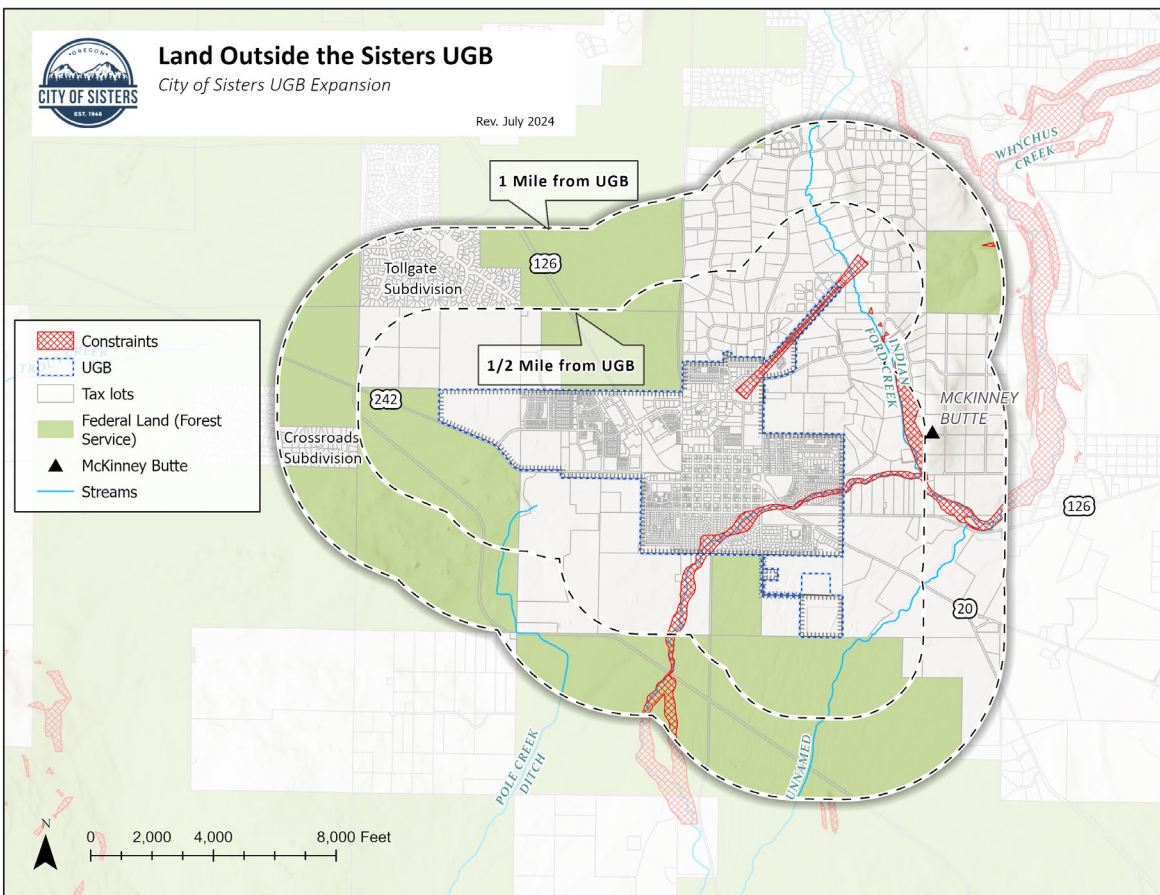 OREGON
CITY OF SISTERS
EST. 1946
Land Outside the Sisters UGB
City of Sisters UGB Expansion
Rev. July 2024
1 Mile from UGB
WHYCHUS
CREEK
126
Tollgate
Subdivision
1/2 Mile from UGB
INDIAN
FORD CREEK
242
MCKINNEY
BUTTE
Crossroads
Subdivision
126
20
POLE CREEK
DITCH
UNNAMED
Constraints
UGB
Tax lots
Federal Land (Forest
Service)
McKinney Butte
Streams
N
0 2,000 4,000 8,000 Feet